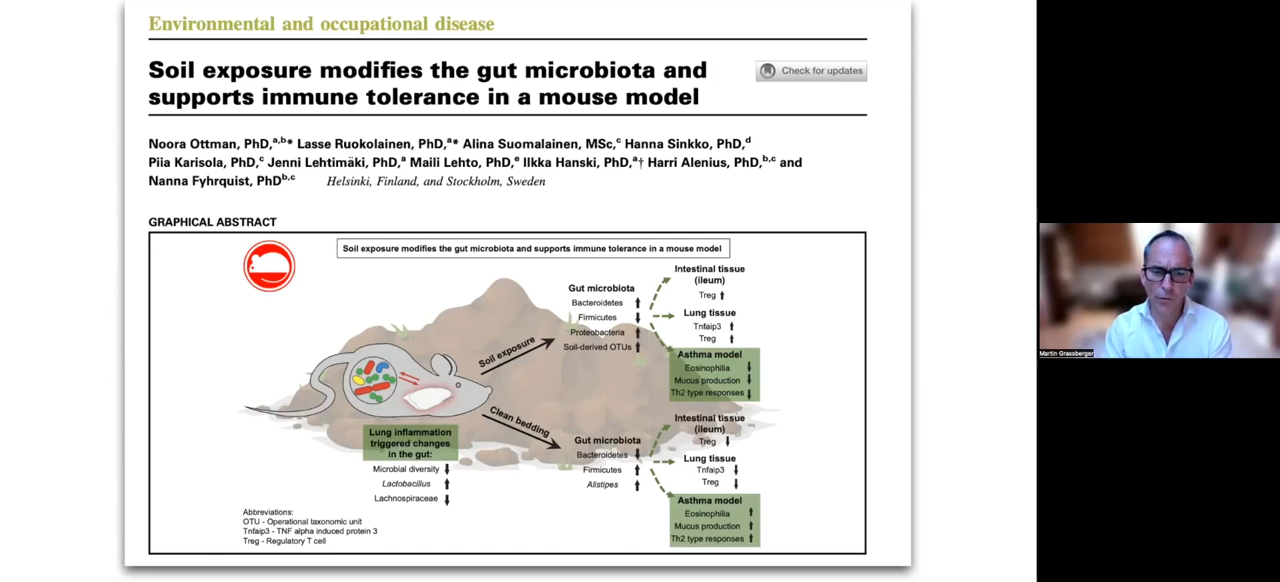 Environmental and occupational disease
Soil exposure modifies the gut microbiota and
supports immune tolerance in a mouse model
Check for updates
Noora Ottman, PhD,a,b* Lasse Ruokolainen, PhD,a* Alina Suomalainen, MSc,c Hanna Sinkko, PhD,d
Piia Karisola, PhD,c Jenni Lehtimäki, PhD,a Maili Lehto, PhD,e Ilkka Hanski, PhD,a† Harri Alenius, PhD,b,c and
Nanna Fyhrquist, PhDb,c Helsinki, Finland, and Stockholm, Sweden
GRAPHICAL ABSTRACT
Soil exposure modifies the gut microbiota and supports immune tolerance in a mouse model
Soil exposure
Gut microbiota
Bacteroidetes ↑
Firmicutes ↓
Proteobacteria ↑
Soil-derived OTUs ↑
Intestinal tissue
(ileum)
Treg ↑
Lung tissue
Tnfaip3 ↑
Treg ↑
Asthma model
Eosinophilia ↓
Mucus production ↓
Th2 type responses ↓
Clean bedding
Gut microbiota
Bacteroidetes ↓
Firmicutes ↑
Alistipes ↑
Intestinal tissue
(ileum)
Treg ↓
Lung tissue
Tnfaip3 ↓
Treg ↓
Asthma model
Eosinophilia ↑
Mucus production ↑
Th2 type responses ↑
Lung inflammation
triggered changes
in the gut:
Microbial diversity ↓
Lactobacillus ↑
Lachnospiraceae ↓
Abbreviations:
OTU - Operational taxonomic unit
Tnfaip3 - TNF alpha induced protein 3
Treg - Regulatory T cell
Martin Grassberger